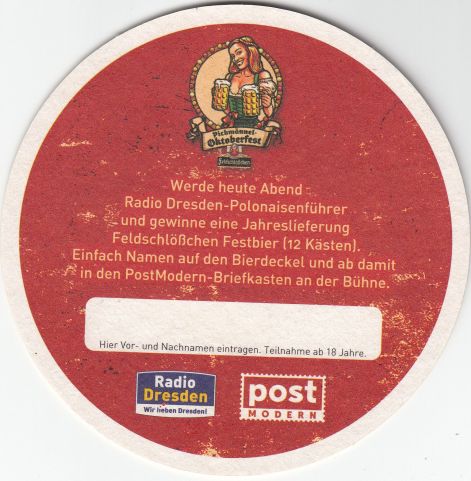 Pichmännel-
Oktoberfest
Feldschlößchen
Werde heute Abend
Radio Dresden-Polonaisenführer
und gewinne eine Jahreslieferung
Feldschlößchen Festbier (12 Kästen).
Einfach Namen auf den Bierdeckel und ab damit
in den PostModern-Briefkasten an der Bühne.
Hier Vor- und Nachnamen eintragen. Teilnahme ab 18 Jahre.
Radio
Dresden
Wir lieben Dresden!
post
MODERN